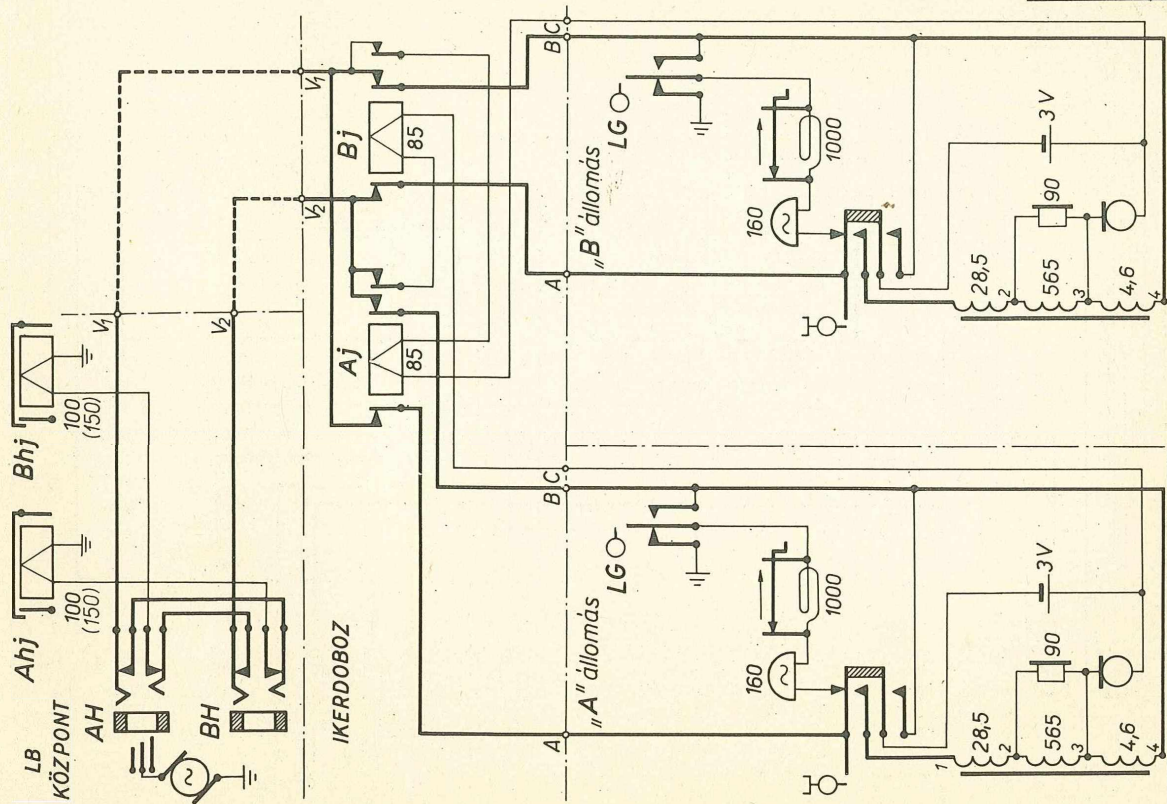 LB
KÖZPONT
Ahj
100
(150)
Bhj
100
(150)
AH
BH
V1
V2
IKERDOBOZ
V1
V2
Aj
85
Bj
85
A
B C
A
B C
„A” állomás
LG
160
1000
1
28,5
2
565
3
4,6
4
90
3 V
„B” állomás
LG
160
1000
28,5
2
565
3
4,6
4
90
3 V